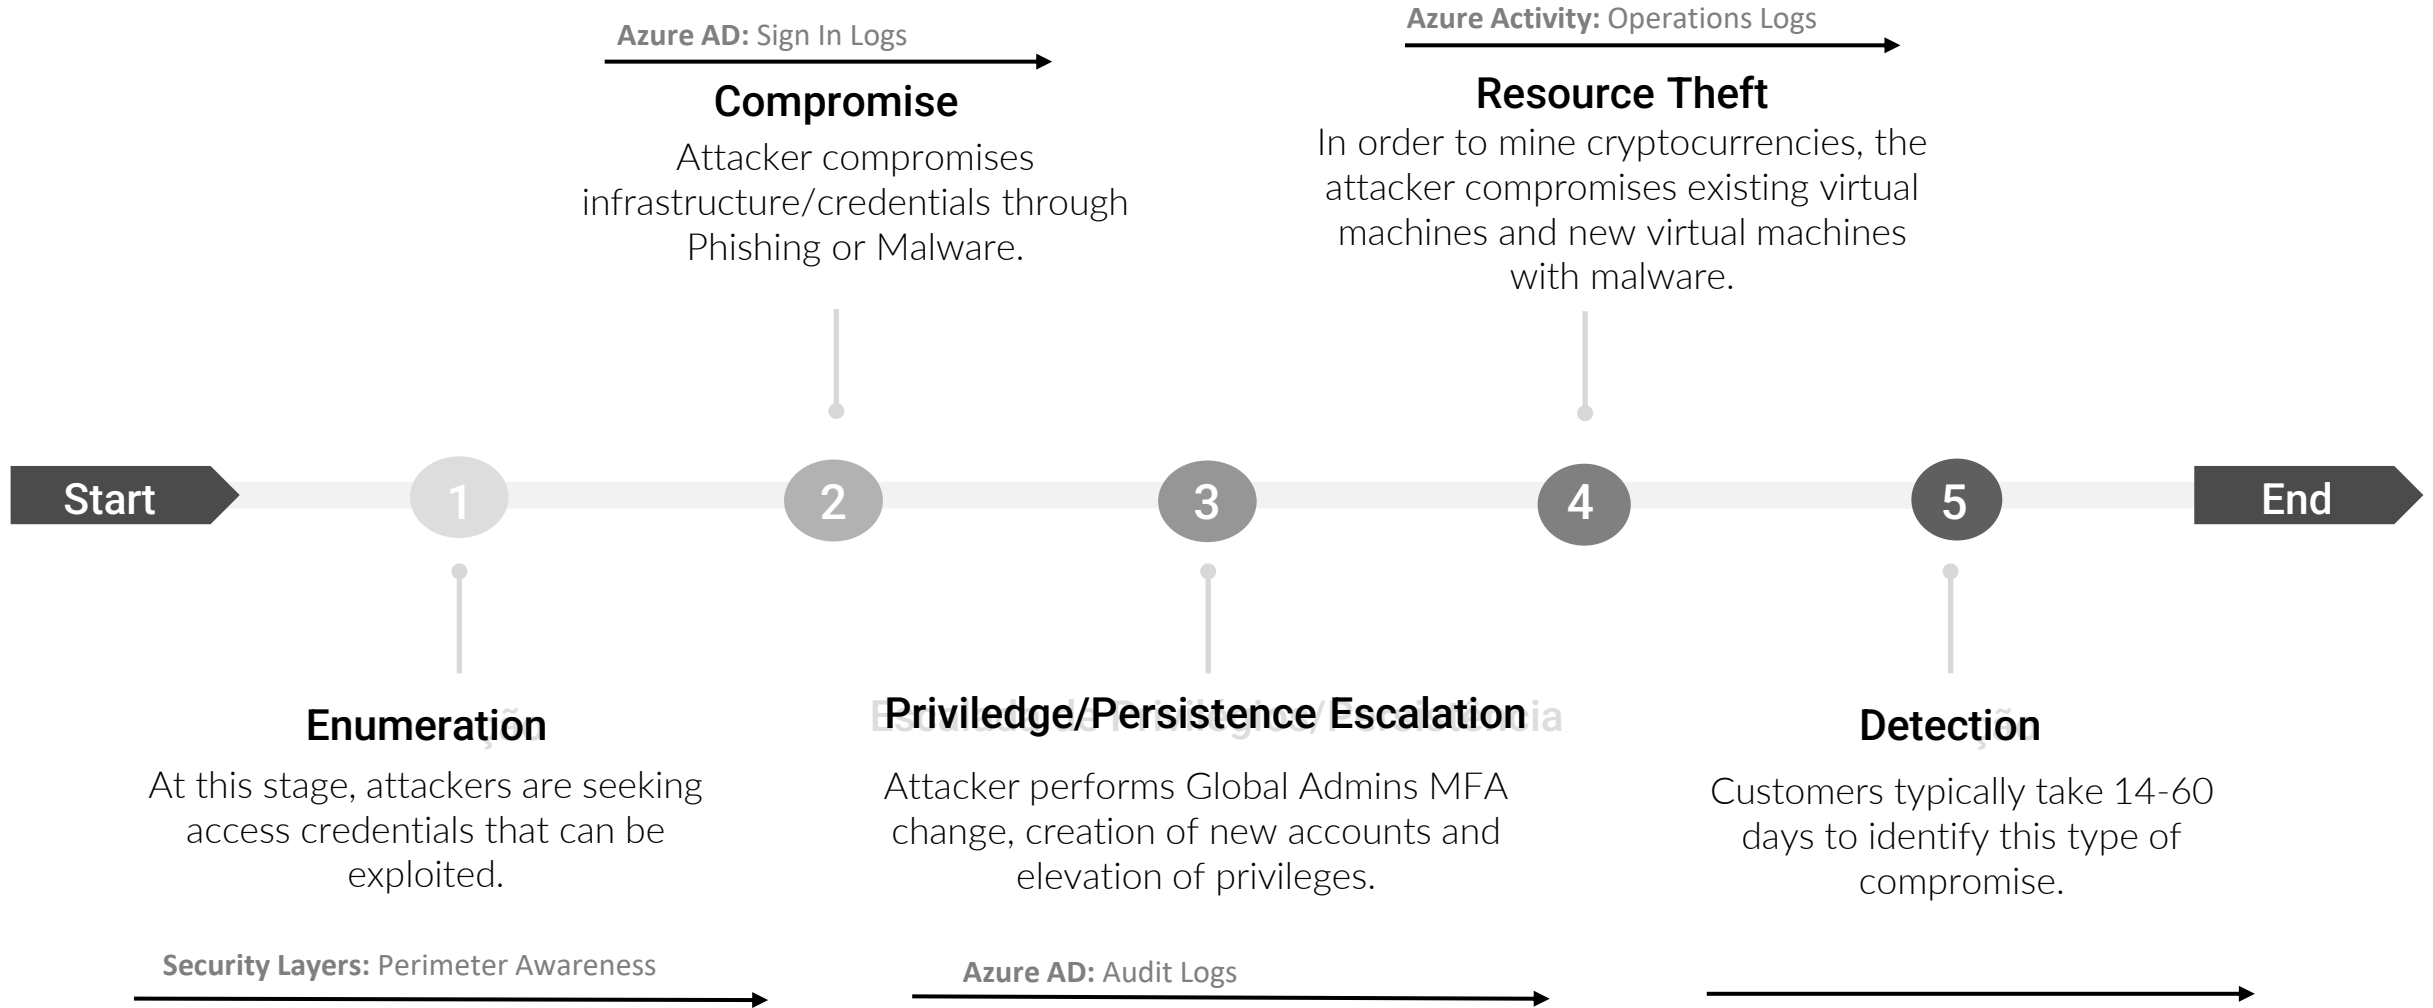 Azure AD: Sign In Logs
Compromise
Attacker compromises
infrastructure/credentials through
Phishing or Malware.
Azure Activity: Operations Logs
Resource Theft
In order to mine cryptocurrencies, the
attacker compromises existing virtual
machines and new virtual machines
with malware.
Start
1
2
3
4
5
End
Enumeration
At this stage, attackers are seeking
access credentials that can be
exploited.
Security Layers: Perimeter Awareness
Priviledge/Persistence Escalation
Attacker performs Global Admins MFA
change, creation of new accounts and
elevation of privileges.
Azure AD: Audit Logs
Detection
Customers typically take 14-60
days to identify this type of
compromise.